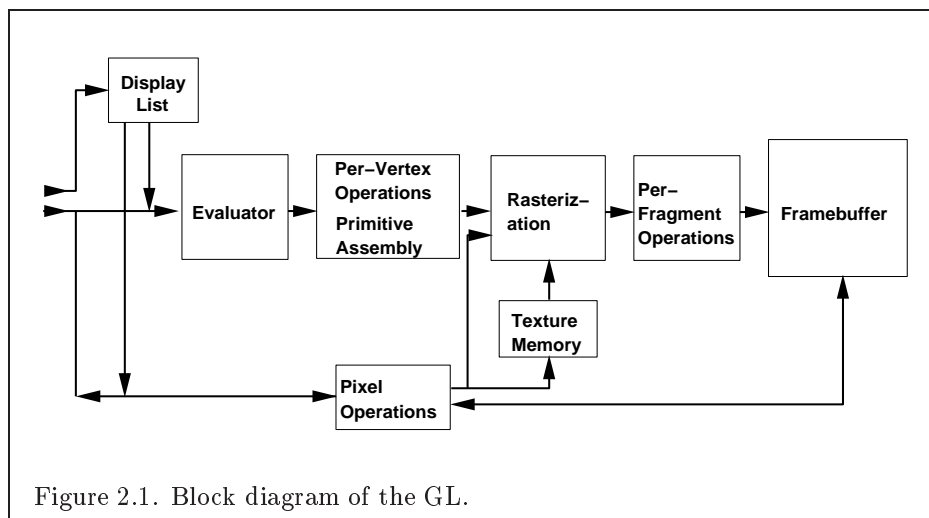 Display
List
Evaluator
Per−Vertex
Operations
Primitive
Assembly
Rasteriz−
ation
Per−
Fragment
Operations
Framebuffer
Texture
Memory
Pixel
Operations
Figure 2.1. Block diagram of the GL.